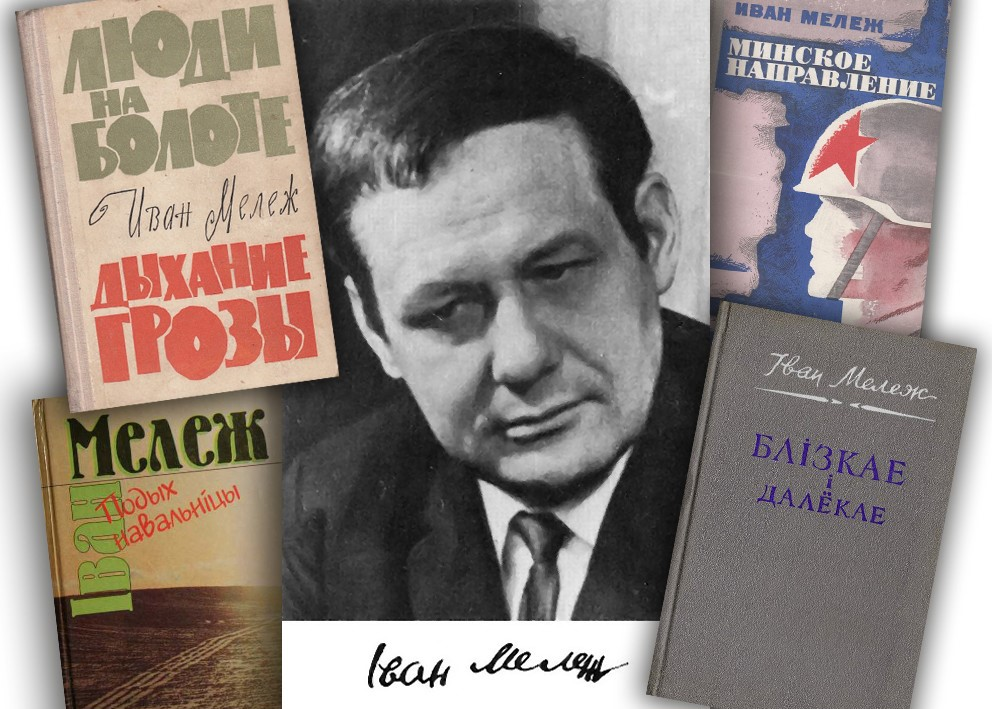 ЛЮДИ
НА
БОЛОТЕ
Иван Мележ
ДЫХАНИЕ
ГРОЗЫ
ИВАН МЕЛЕЖ
МИНСКОЕ
НАПРАВЛЕНИЕ
Мележ
Іван
Подых
навальніцы
Іван Мележ
БЛІЗКАЕ
і
ДАЛЁКАЕ
Іван Мележ